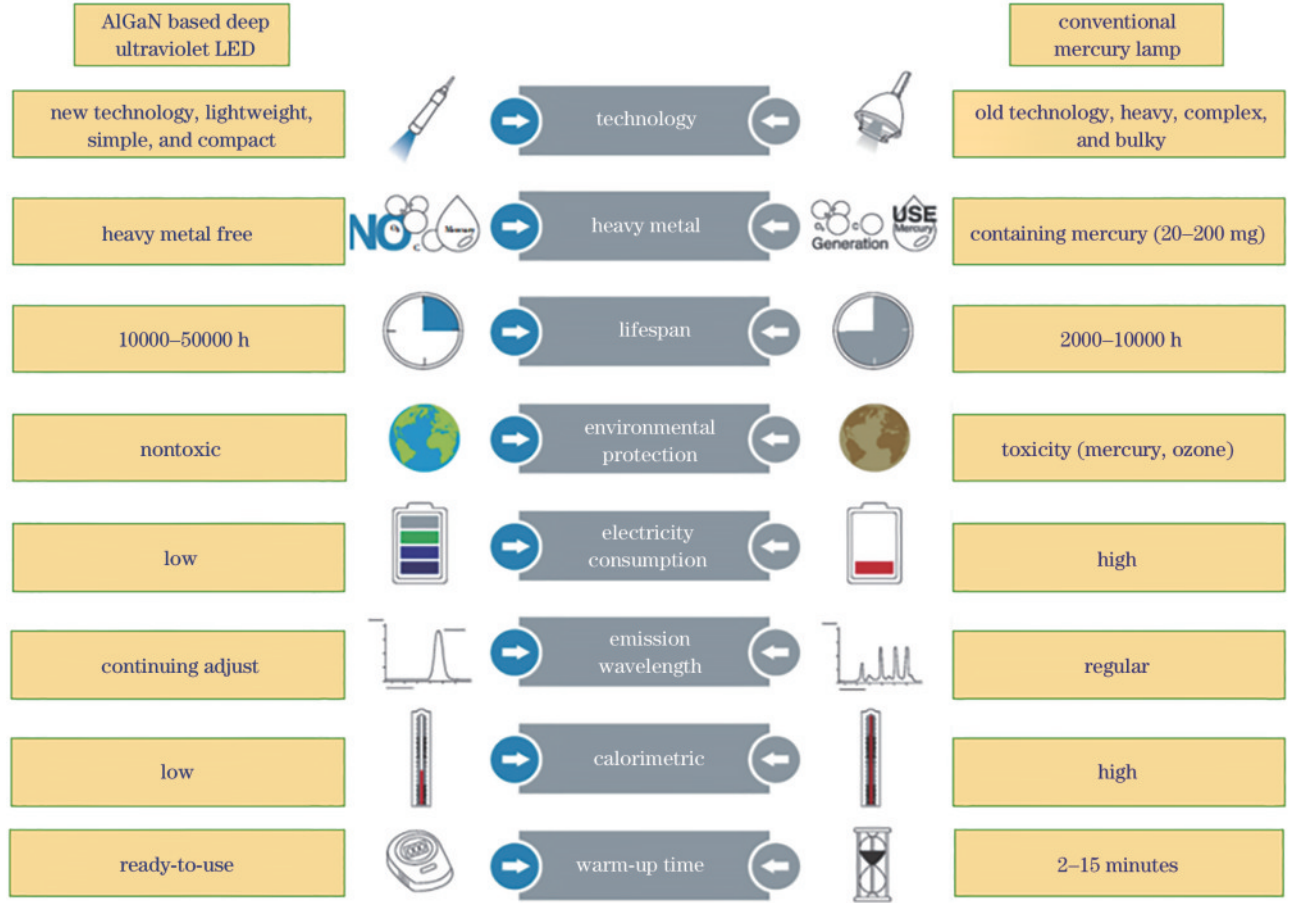 AlGaN based deep
ultraviolet LED
conventional
mercury lamp
new technology, lightweight,
simple, and compact
technology
old technology, heavy, complex,
and bulky
heavy metal free
NO
O₃
C
Mercury
heavy metal
O₃
C
Generation
USE
Mercury
containing mercury (20–200 mg)
10000–50000 h
lifespan
2000–10000 h
nontoxic
environmental
protection
toxicity (mercury, ozone)
low
electricity
consumption
high
continuing adjust
emission
wavelength
regular
low
calorimetric
high
ready-to-use
warm-up time
2–15 minutes